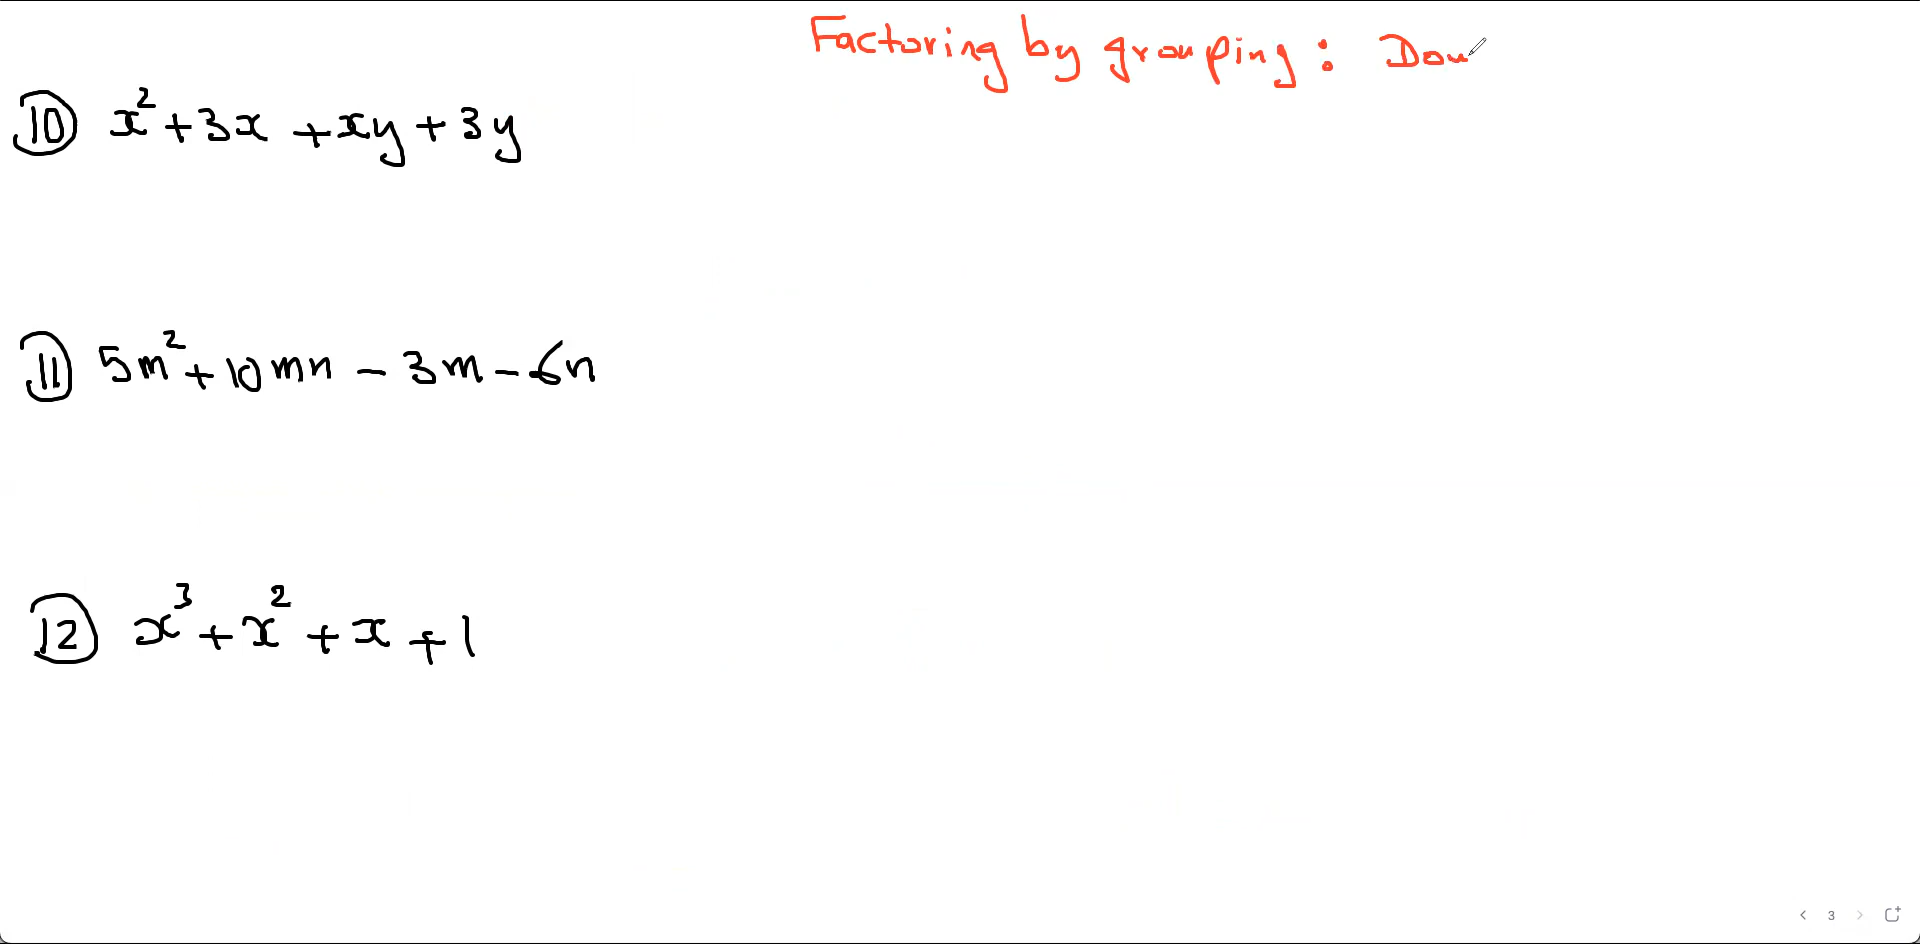 Factoring by grouping : Dou
10 x² + 3x + xy + 3y
11 5m² + 10mn - 3m - 6n
12 x³ + x² + x + 1
3